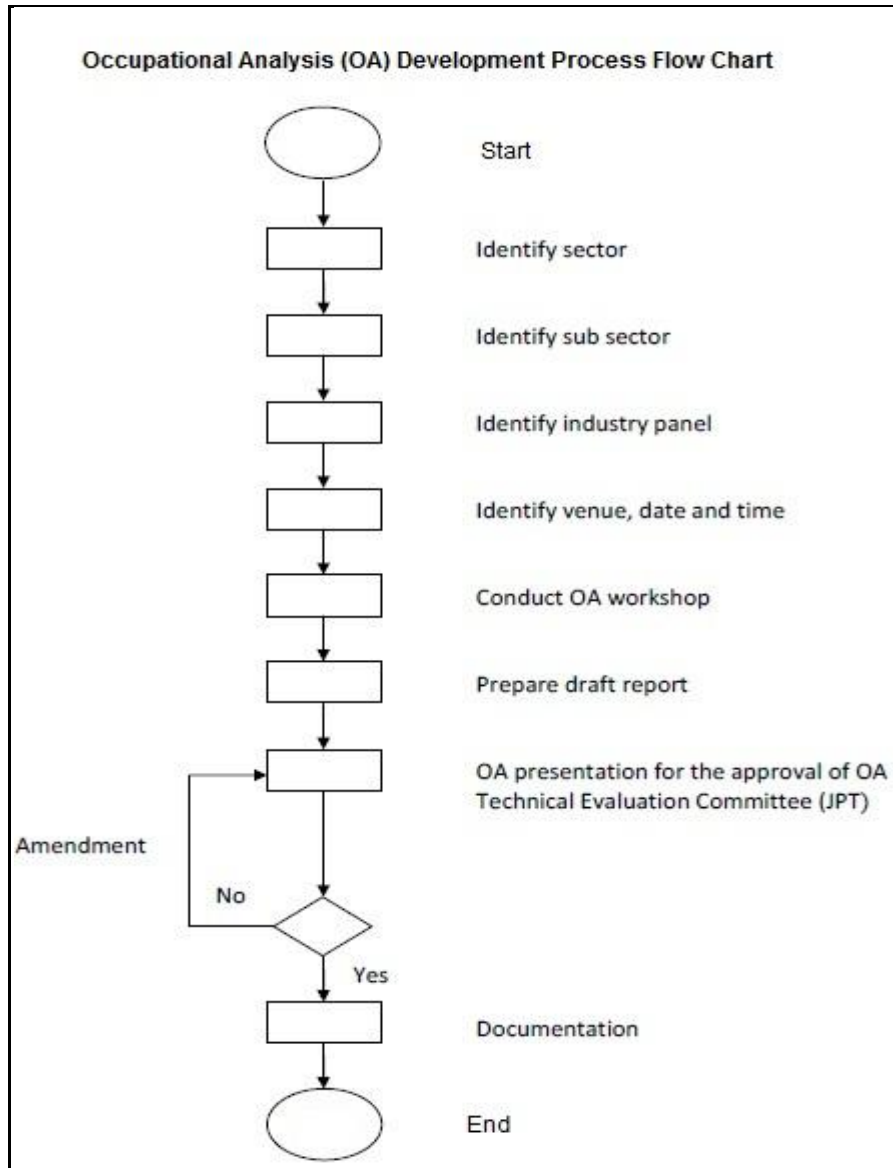 Occupational Analysis (OA) Development Process Flow Chart
Start
Identify sector
Identify sub sector
Identify industry panel
Identify venue, date and time
Conduct OA workshop
Prepare draft report
OA presentation for the approval of OA
Technical Evaluation Committee (JPT)
Amendment
No
Yes
Documentation
End